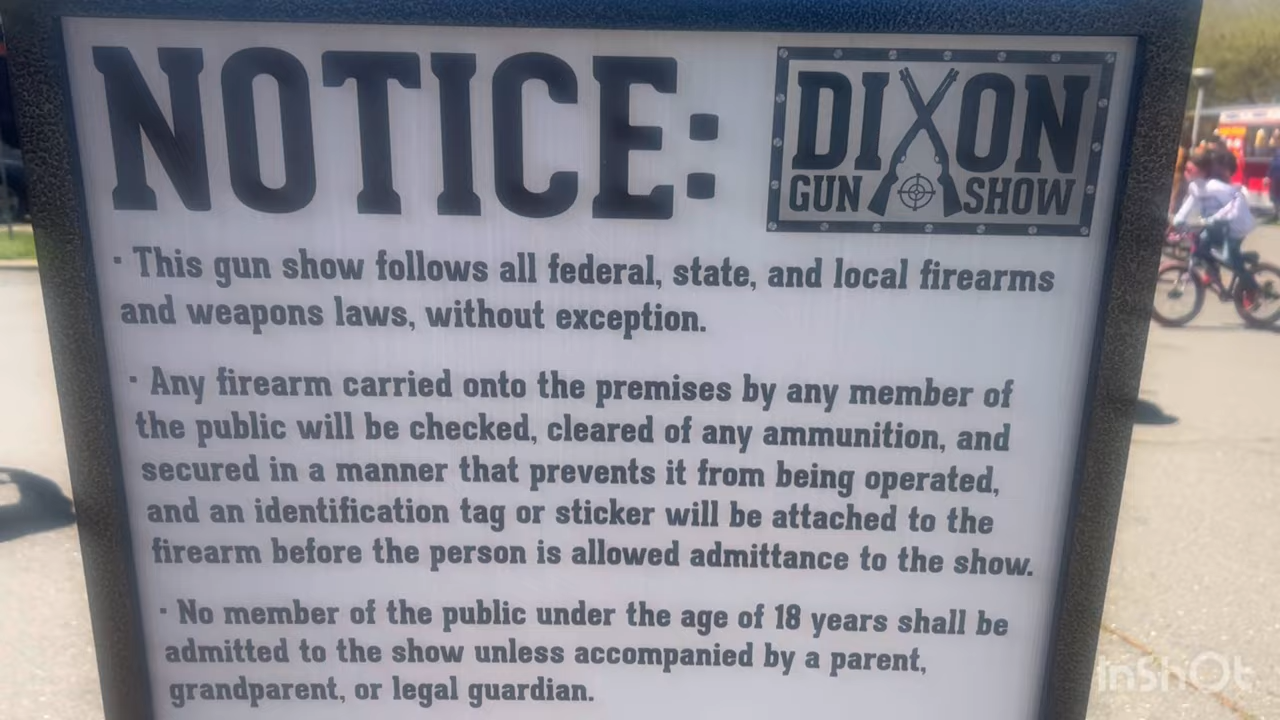 NOTICE:
DIXON
GUN SHOW
· This gun show follows all federal, state, and local firearms
and weapons laws, without exception.
· Any firearm carried onto the premises by any member of
the public will be checked, cleared of any ammunition, and
secured in a manner that prevents it from being operated,
and an identification tag or sticker will be attached to the
firearm before the person is allowed admittance to the show.
· No member of the public under the age of 18 years shall be
admitted to the show unless accompanied by a parent,
grandparent, or legal guardian.
InShOt